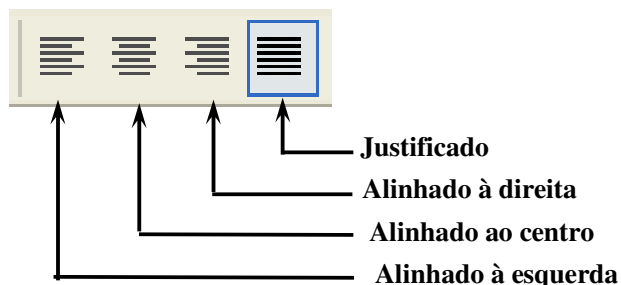 Justificado
Alinhado à direita
Alinhado ao centro
Alinhado à esquerda